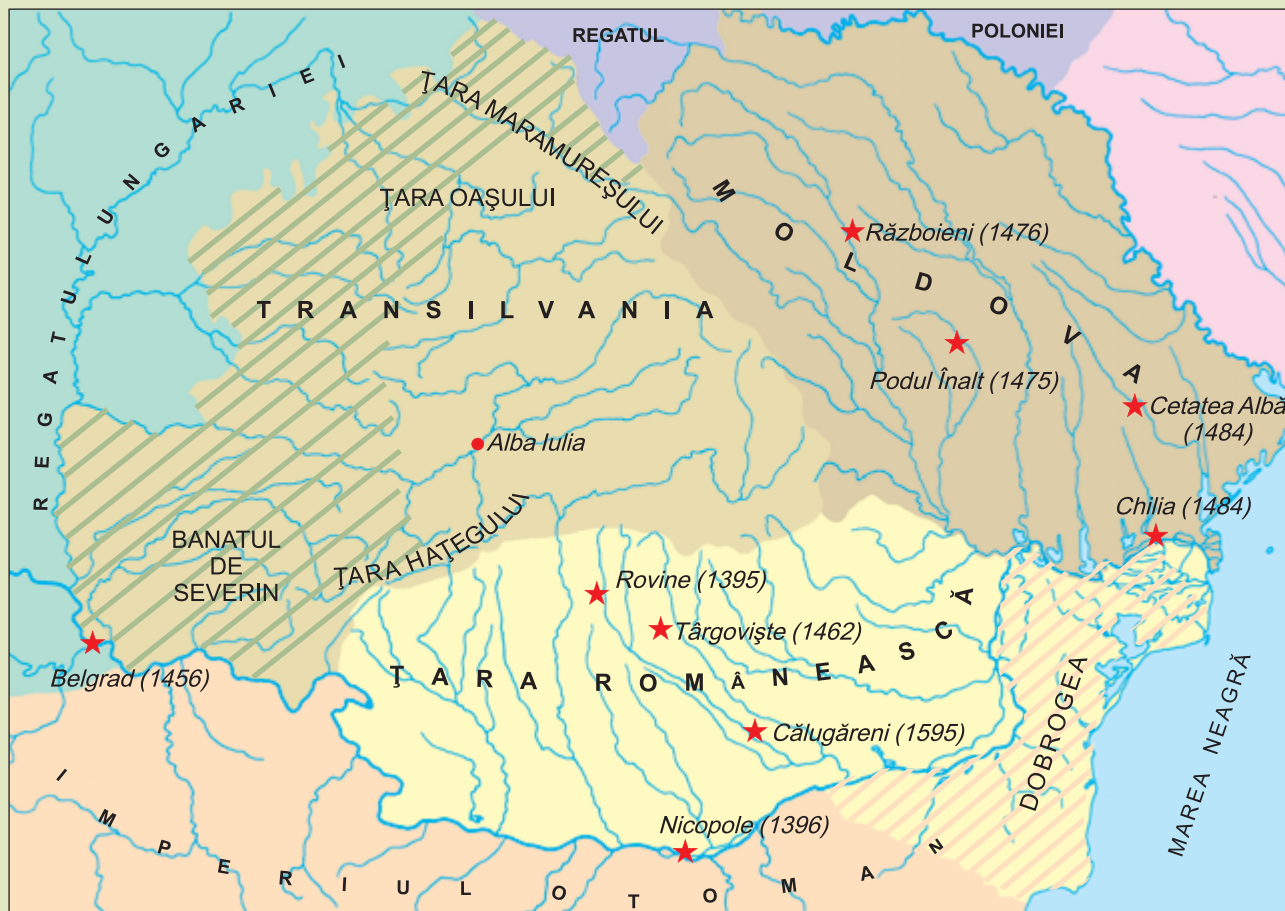 REGATUL POLONIEI
REGATUL UNGARIEI
ŢARA MARAMUREŞULUI
ŢARA OAŞULUI
MOLDOVA
Războieni (1476)
TRANSILVANIA
Podul Înalt (1475)
Cetatea Albă
(1484)
Alba Iulia
Chilia (1484)
ŢARA HAŢEGULUI
BANATUL
DE
SEVERIN
Rovine (1395)
Târgovişte (1462)
Belgrad (1456)
ŢARA ROMÂNEASCĂ
Călugăreni (1595)
DOBROGEA
MAREA NEAGRĂ
Nicopole (1396)
IMPERIUL OTOMAN